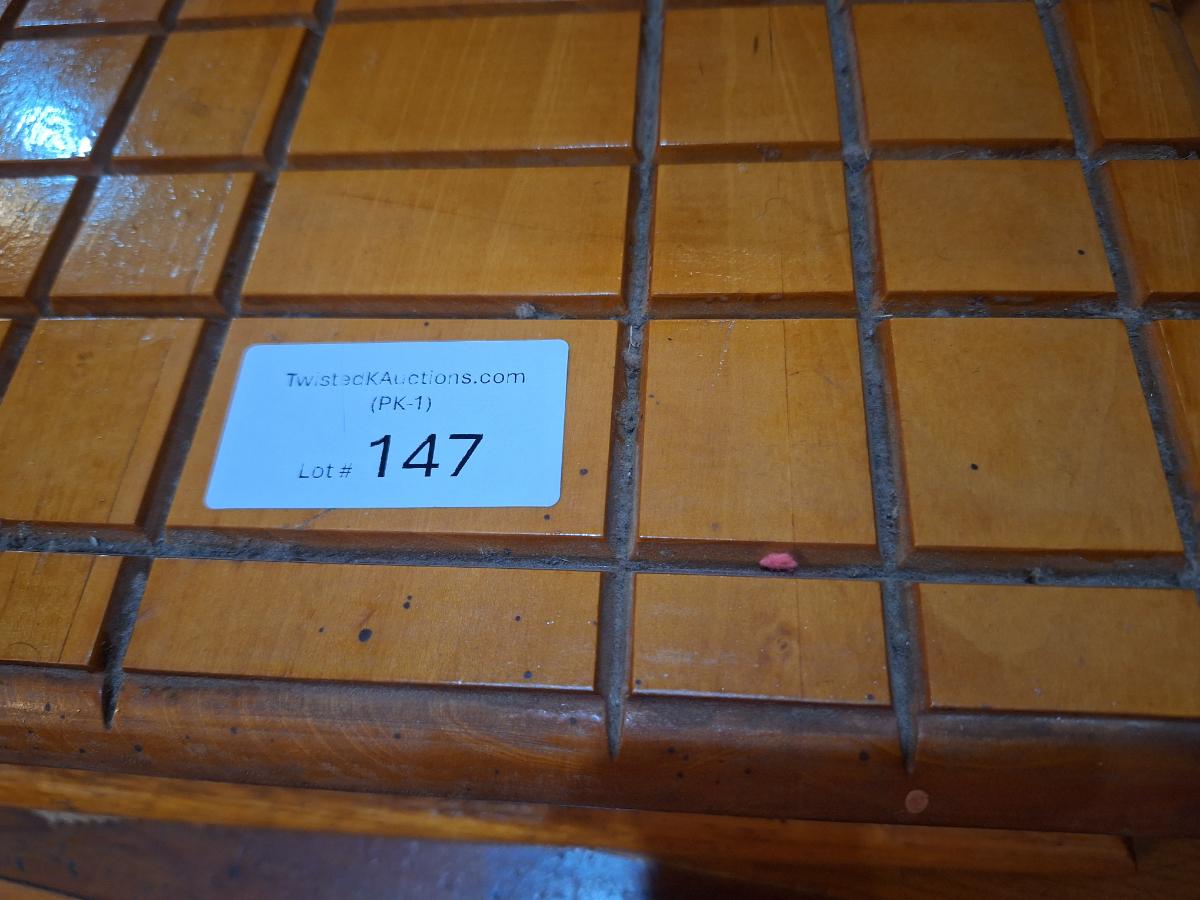 TwistedKAuctions.com
(PK-1)
Lot # 147